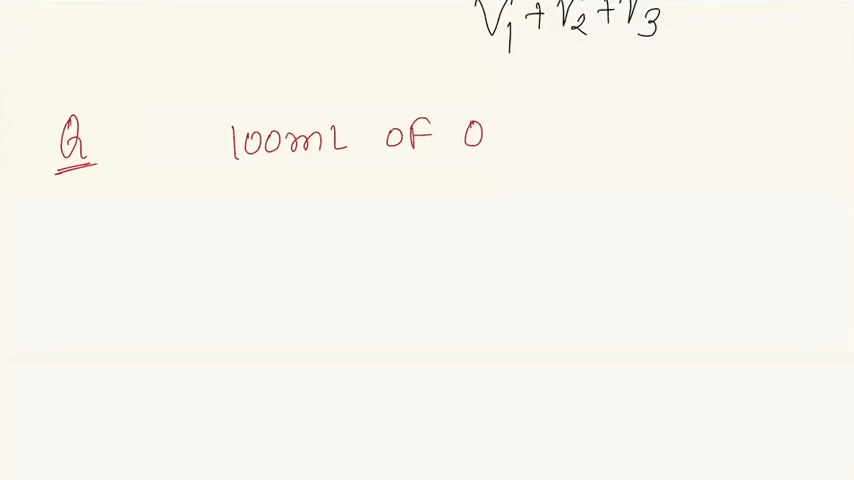 V₁ + V₂ + V₃
Q 100mL OF 0